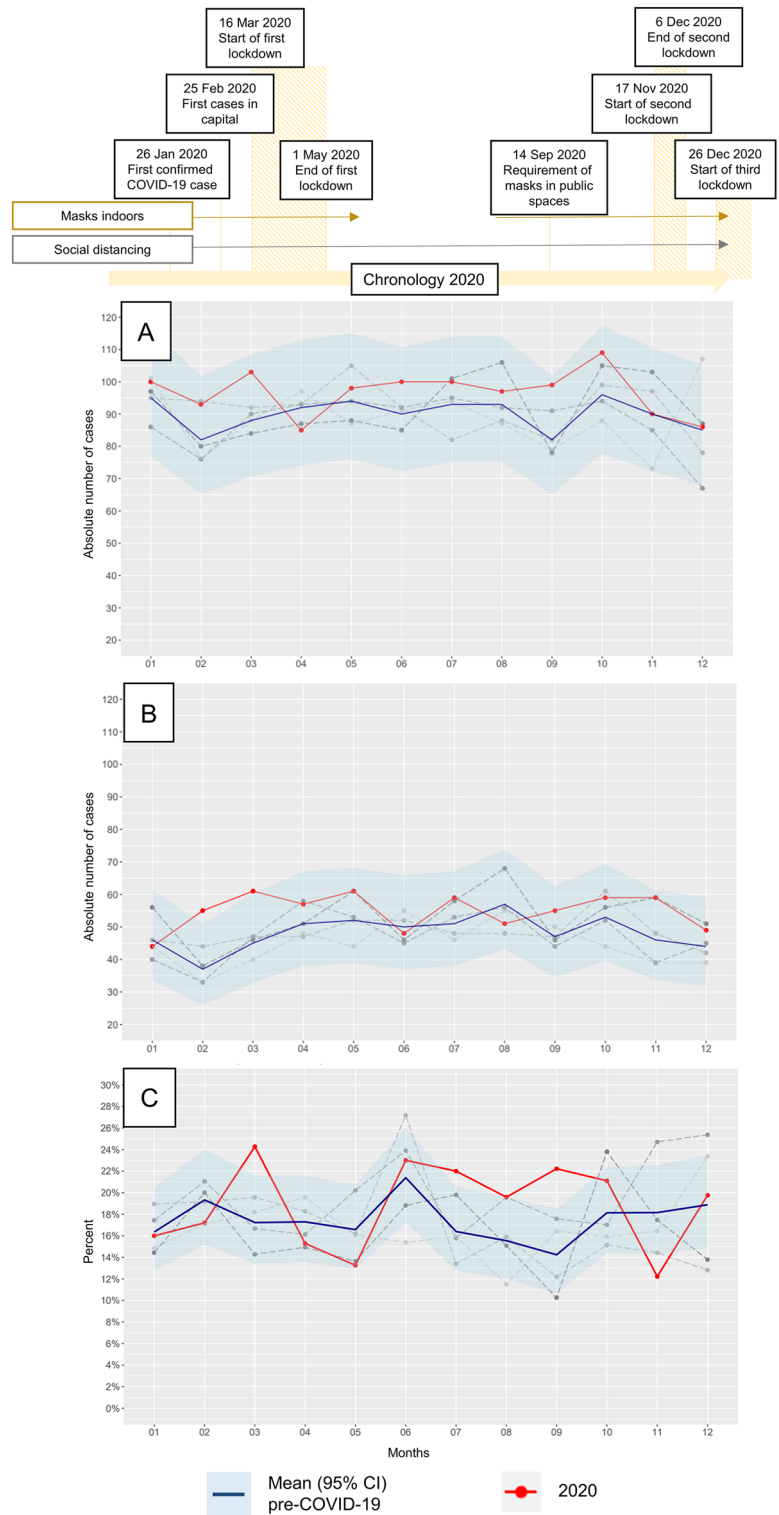 16 Mar 2020
Start of first
lockdown
6 Dec 2020
End of second
lockdown
25 Feb 2020
First cases in
capital
17 Nov 2020
Start of second
lockdown
26 Jan 2020
First confirmed
COVID-19 case
1 May 2020
End of first
lockdown
14 Sep 2020
Requirement of
masks in public
spaces
26 Dec 2020
Start of third
lockdown
Masks indoors
Social distancing
Chronology 2020
A
Absolute number of cases
120
110
100
90
80
70
60
50
40
30
20
01 02 03 04 05 06 07 08 09 10 11 12
B
Absolute number of cases
120
110
100
90
80
70
60
50
40
30
20
01 02 03 04 05 06 07 08 09 10 11 12
C
Percent
30%
28%
26%
24%
22%
20%
18%
16%
14%
12%
10%
8%
6%
4%
2%
0%
01 02 03 04 05 06 07 08 09 10 11 12
Months
Mean (95% CI)
pre-COVID-19
2020